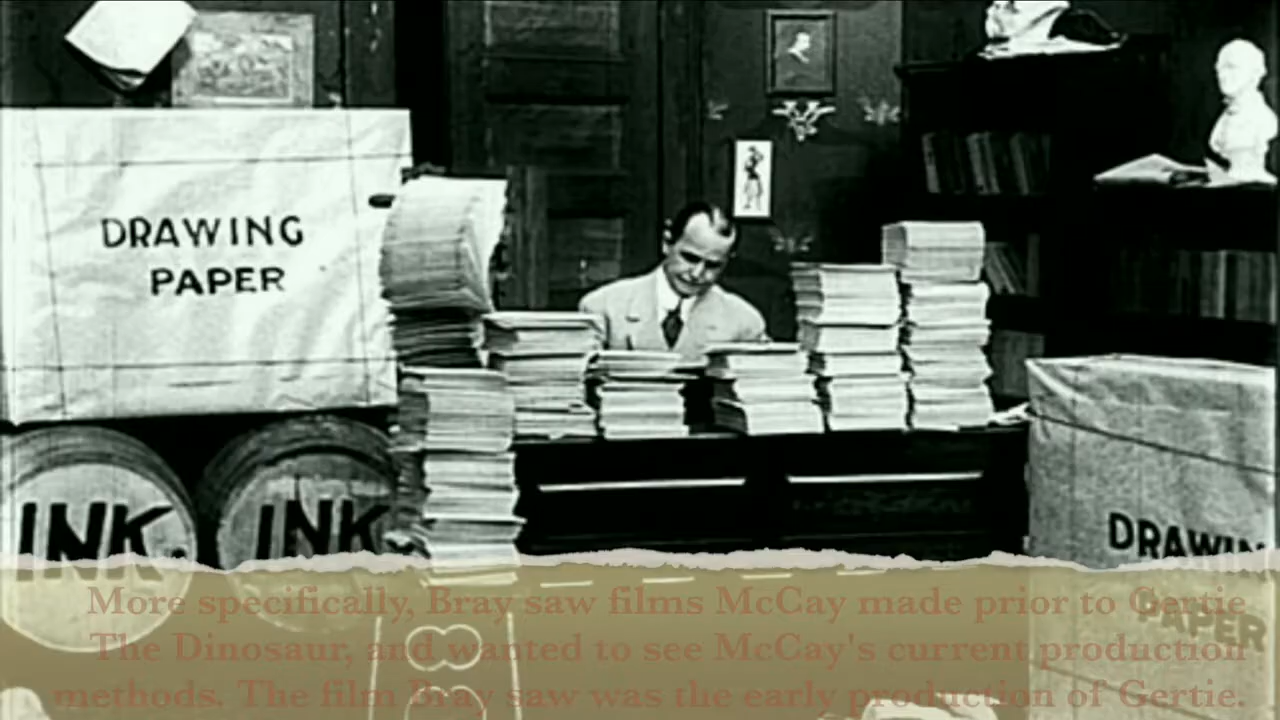 DRAWING
PAPER
INK.
INK.
DRAWING
PAPER
More specifically, Bray saw films McCay made prior to Gertie
The Dinosaur, and wanted to see McCay's current production
methods. The film Bray saw was the early production of Gertie.